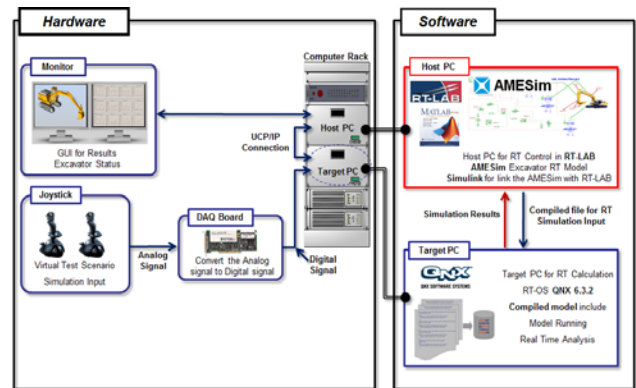 Hardware
Monitor
GUI for Results
Excavator Status
Joystick
Virtual Test Scenario
Simulation Input
Analog
Signal
DAQ Board
Convert the Analog
signal to Digital signal
Digital
Signal
Computer Rack
UCP/IP
Connection
Host PC
Target PC
Software
Host PC
RT-LAB
AMESim
MATLAB
Host PC for RT Control in RT-LAB
AMESim Excavator RT Model
Simulink for link the AMESim with RT-LAB
Simulation Results
Compiled file for RT
Simulation Input
Target PC
QNX
QNX SOFTWARE SYSTEMS
Target PC for RT Calculation
RT-OS QNX 6.3.2
Compiled model include
Model Running
Real Time Analysis